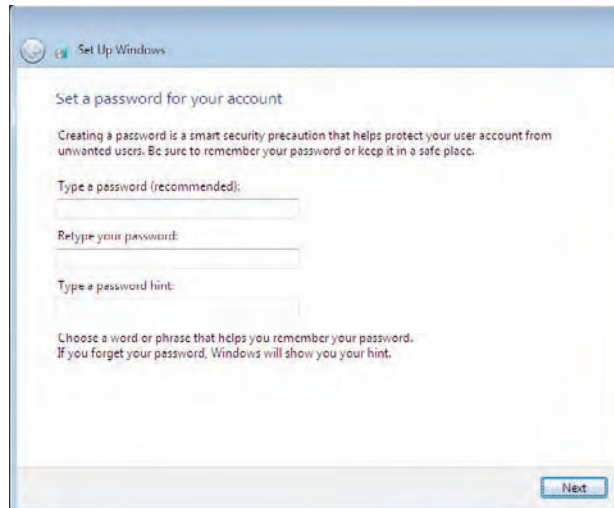 Set Up Windows
Set a password for your account
Creating a password is a smart security precaution that helps protect your user account from
unwanted users. Be sure to remember your password or keep it in a safe place.
Type a password (recommended):
Retype your password:
Type a password hint:
Choose a word or phrase that helps you remember your password.
If you forget your password, Windows will show you your hint.
Next